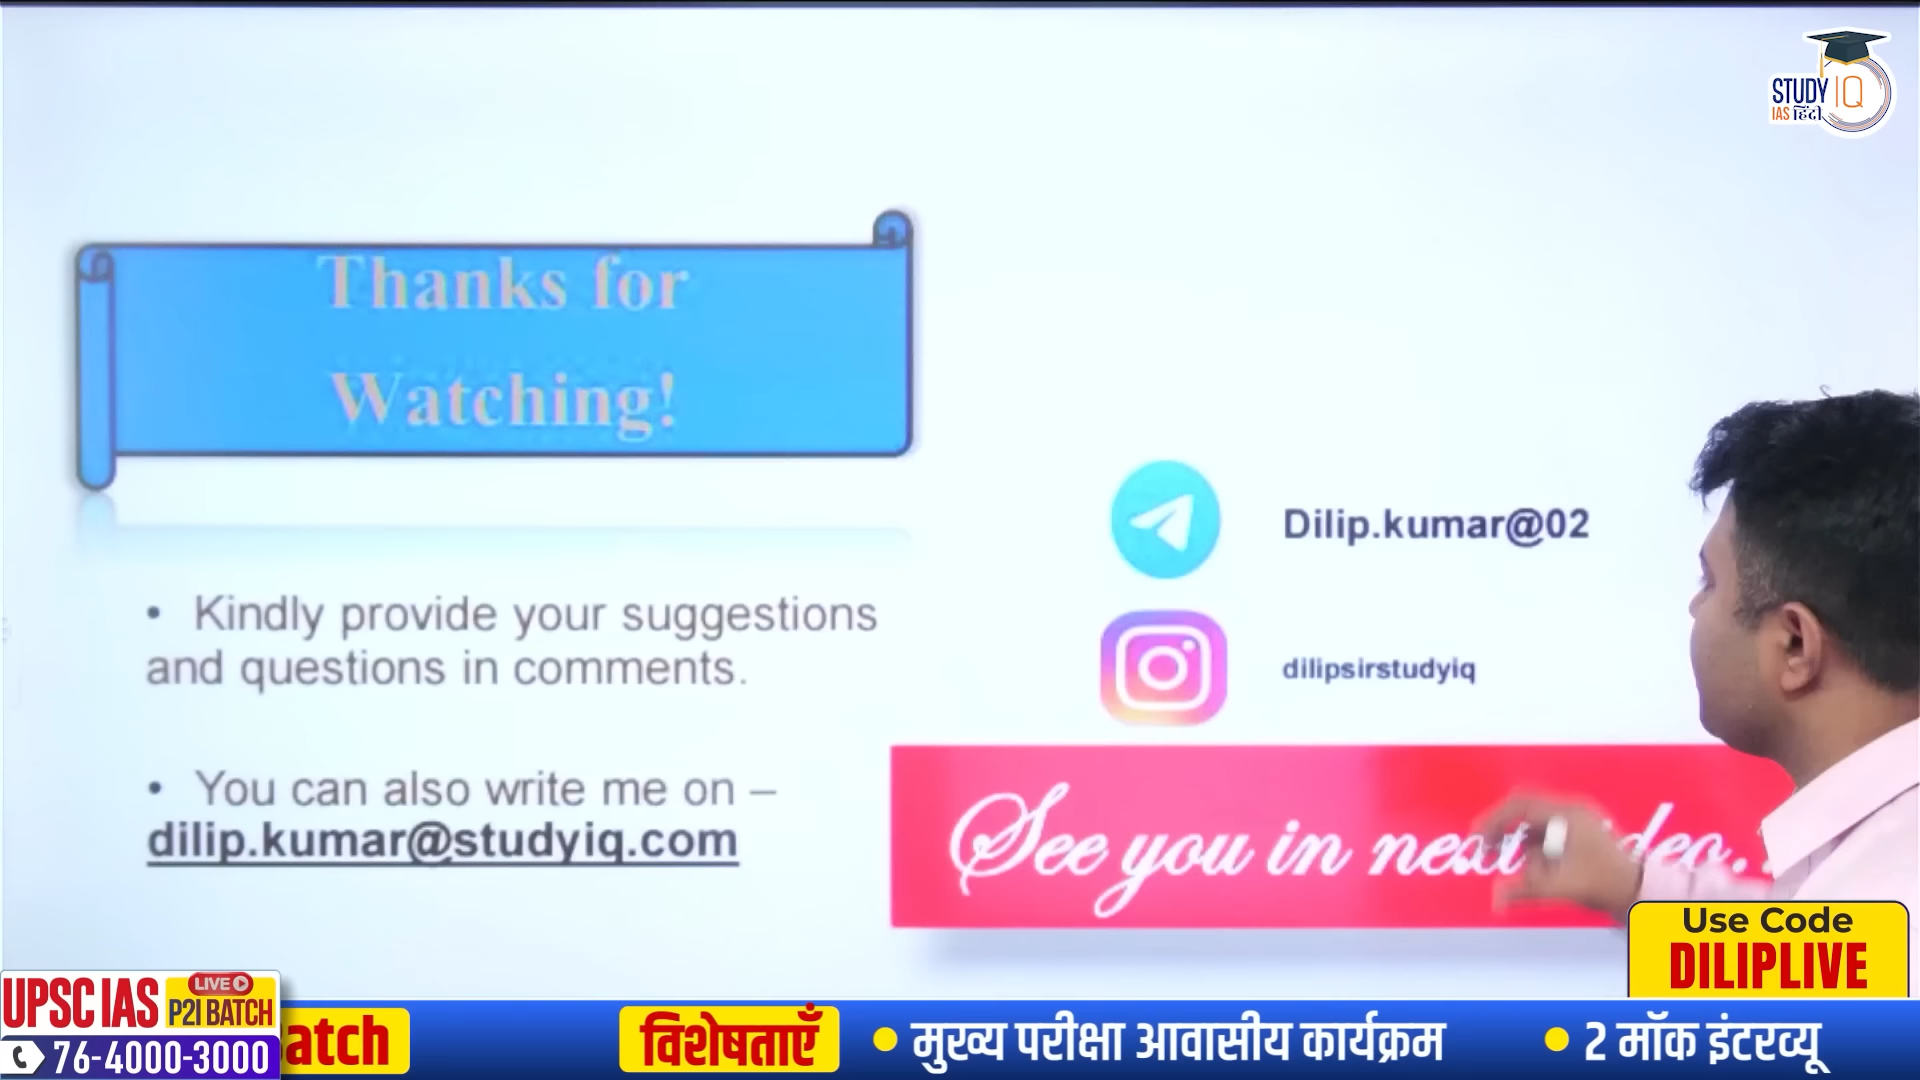 STUDY IQ
IAS हिंदी
Thanks for
Watching!
Dilip.kumar@02
• Kindly provide your suggestions
and questions in comments.
dilipsirstudyiq
• You can also write me on –
dilip.kumar@studyiq.com
See you in next
Use Code
DILIPLIVE
UPSC IAS
LIVE
P2I BATCH
76-4000-3000
atch
विशेषताएँ
• मुख्य परीक्षा आवासीय कार्यक्रम
• 2 मॉक इंटरव्यू